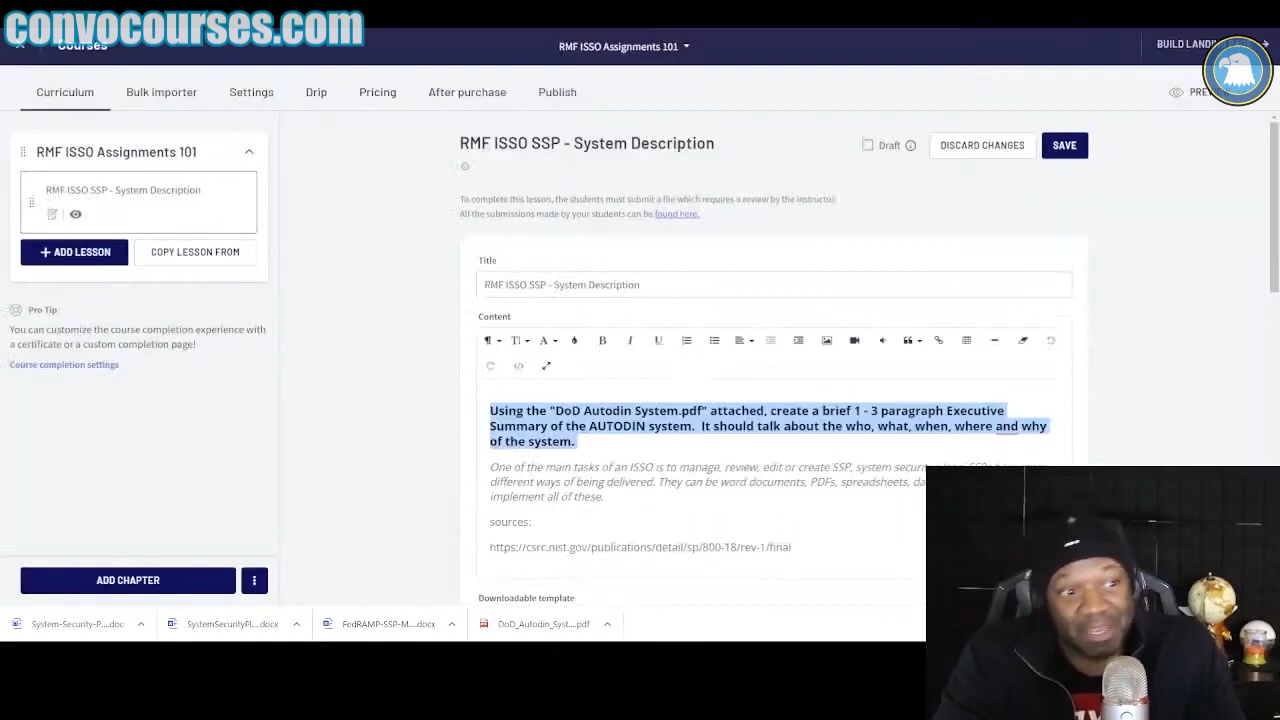 convocourses.com
Courses
RMF ISSO Assignments 101
BUILD LANDING PAGE
Curriculum
Bulk importer
Settings
Drip
Pricing
After purchase
Publish
RMF ISSO Assignments 101
RMF ISSO SSP - System Description
ADD LESSON
COPY LESSON FROM
Pro Tip
You can customize the course completion experience with
a certificate or a custom completion page!
Course completion settings
ADD CHAPTER
RMF ISSO SSP - System Description
Draft
DISCARD CHANGES
SAVE
To complete this lesson, the students must submit a file which requires a review by the instructor.
All the submissions made by your students can be found here.
Title
RMF ISSO SSP - System Description
Content
Using the "DoD Autodin System.pdf" attached, create a brief 1 - 3 paragraph Executive
Summary of the AUTODIN system.  It should talk about the who, what, when, where and why
of the system.
One of the main tasks of an ISSO is to manage, review, edit or create SSP, system
different ways of being delivered. They can be word documents, PDFs, spreadsheets,
implement all of these.
sources:
https://csrc.nist.gov/publications/detail/sp/800-18/rev-1/final
Downloadable template
System-Security-P....doc
SystemSecurityPl....docx
FedRAMP-SSP-M....docx
DoD_Autodin_Syst....pdf